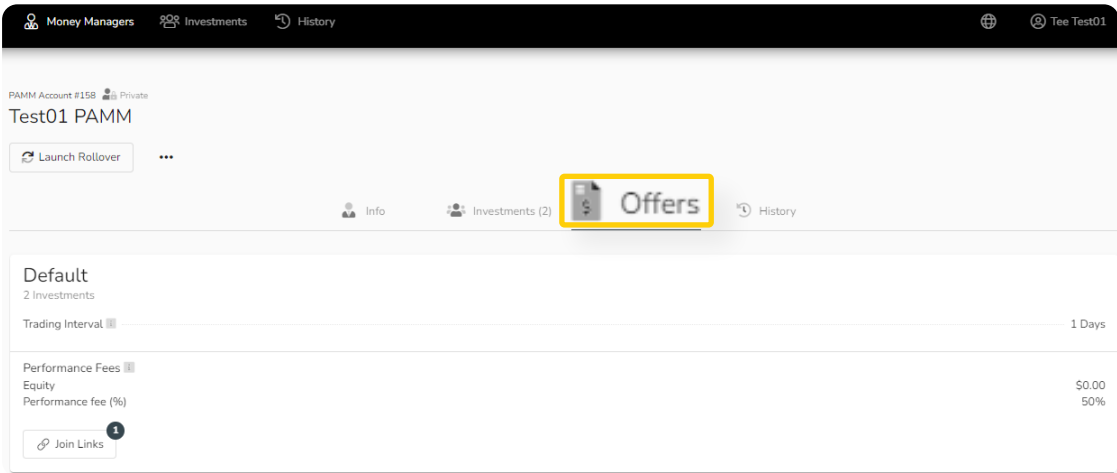 Money Managers Investments History Tee Test01
PAMM Account #158 Private
Test01 PAMM
Launch Rollover •••
Info Investments (2) $ Offers History
Default
2 Investments
Trading Interval i 1 Days
Performance Fees i
Equity $0.00
Performance fee (%) 50%
Join Links 1